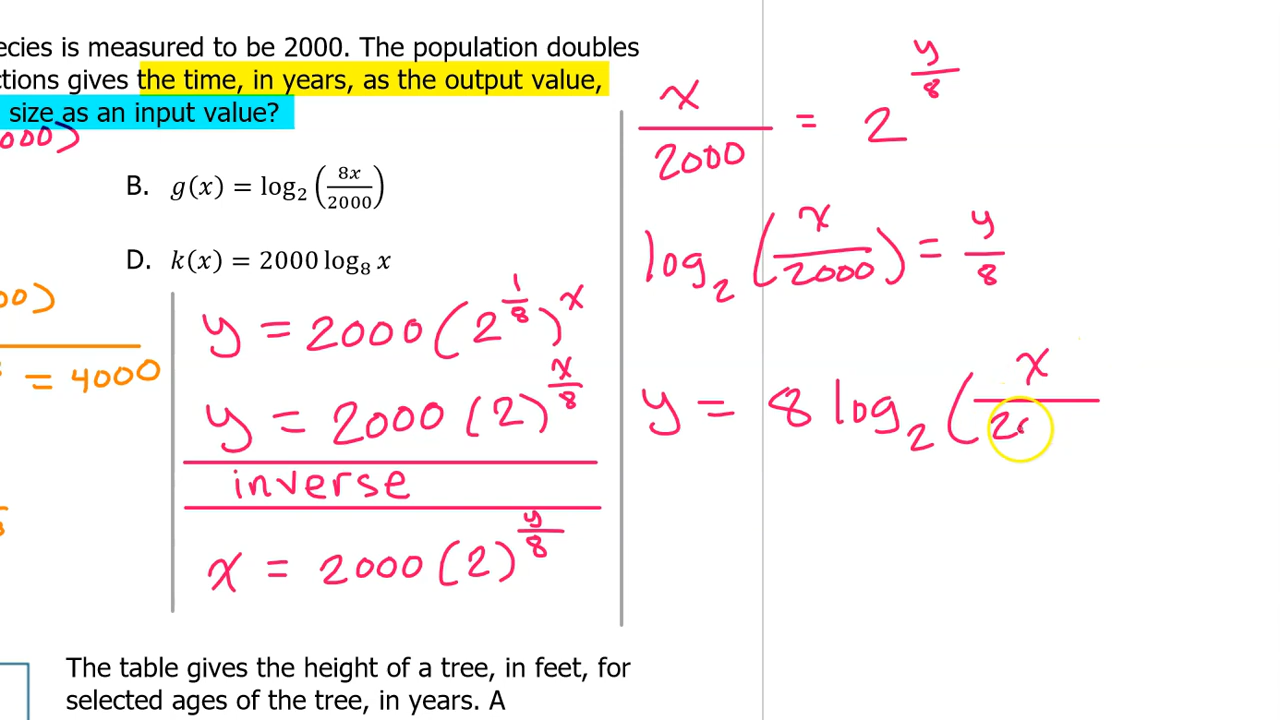 ecies is measured to be 2000. The population doubles
ctions gives the time, in years, as the output value,
size as an input value?
000)
B. g(x) = log₂ (8x/2000)
D. k(x) = 2000 log₈ x
00)
= 4000
y = 2000 (2^(1/8))^x
y = 2000 (2)^(x/8)
inverse
x = 2000 (2)^(y/8)
x/2000 = 2^(y/8)
log₂ (x/2000) = y/8
y = 8 log₂ (x/20
The table gives the height of a tree, in feet, for
selected ages of the tree, in years. A